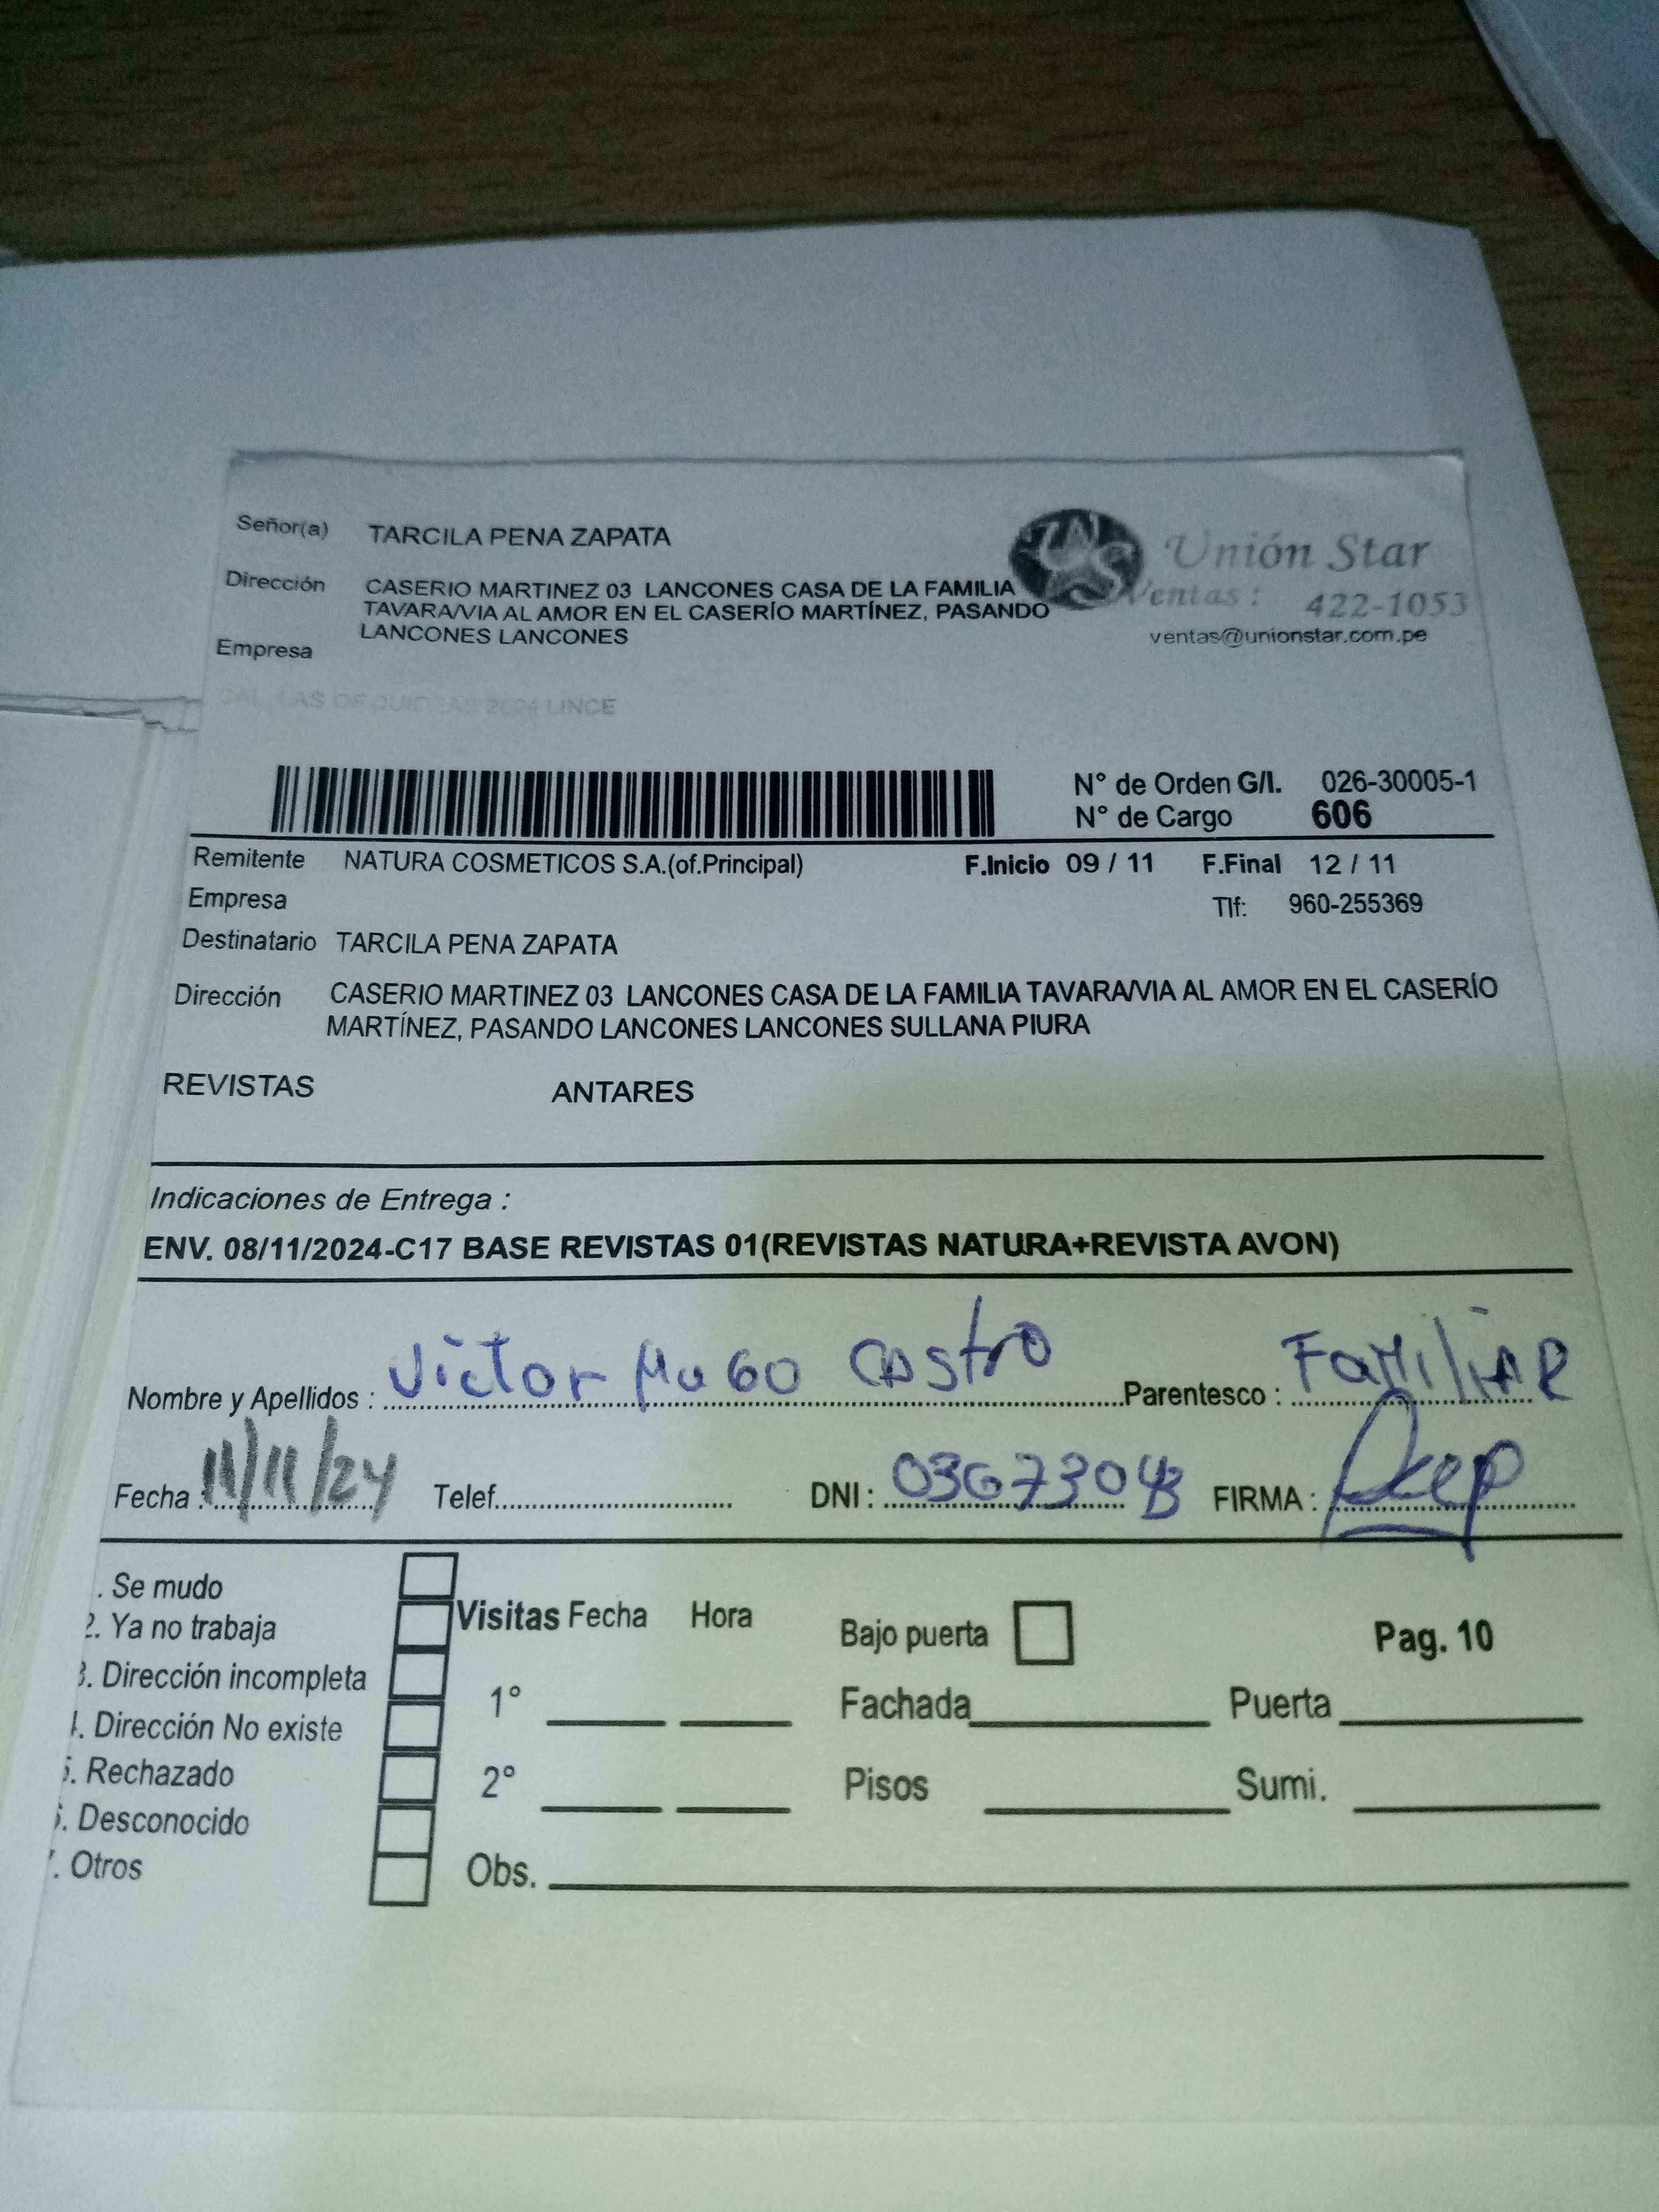 Señor(a) TARCILA PENA ZAPATA
Unión Star
Dirección CASERIO MARTINEZ 03 LANCONES CASA DE LA FAMILIA
TAVARA/VIA AL AMOR EN EL CASERÍO MARTÍNEZ, PASANDO
LANCONES LANCONES
Ventas: 422-1053
ventas@unionstar.com.pe
Empresa
2024 LINCE
N° de Orden G/I. 026-30005-1
N° de Cargo 606
Remitente NATURA COSMETICOS S.A.(of.Principal) F.Inicio 09 / 11 F.Final 12 / 11
Empresa Tlf: 960-255369
Destinatario TARCILA PENA ZAPATA
Dirección CASERIO MARTINEZ 03 LANCONES CASA DE LA FAMILIA TAVARA/VIA AL AMOR EN EL CASERÍO
MARTÍNEZ, PASANDO LANCONES LANCONES SULLANA PIURA
REVISTAS ANTARES
Indicaciones de Entrega :
ENV. 08/11/2024-C17 BASE REVISTAS 01(REVISTAS NATURA+REVISTA AVON)
Nombre y Apellidos : Victor Hugo Castro Parentesco : FamiliAR
Fecha 11/11/24 Telef. DNI : FIRMA :
. Se mudo
2. Ya no trabaja
3. Dirección incompleta
. Dirección No existe
5. Rechazado
6. Desconocido
. Otros
Visitas Fecha Hora
1°
2°
Obs.
Bajo puerta Pag. 10
Fachada Puerta
Pisos Sumi.